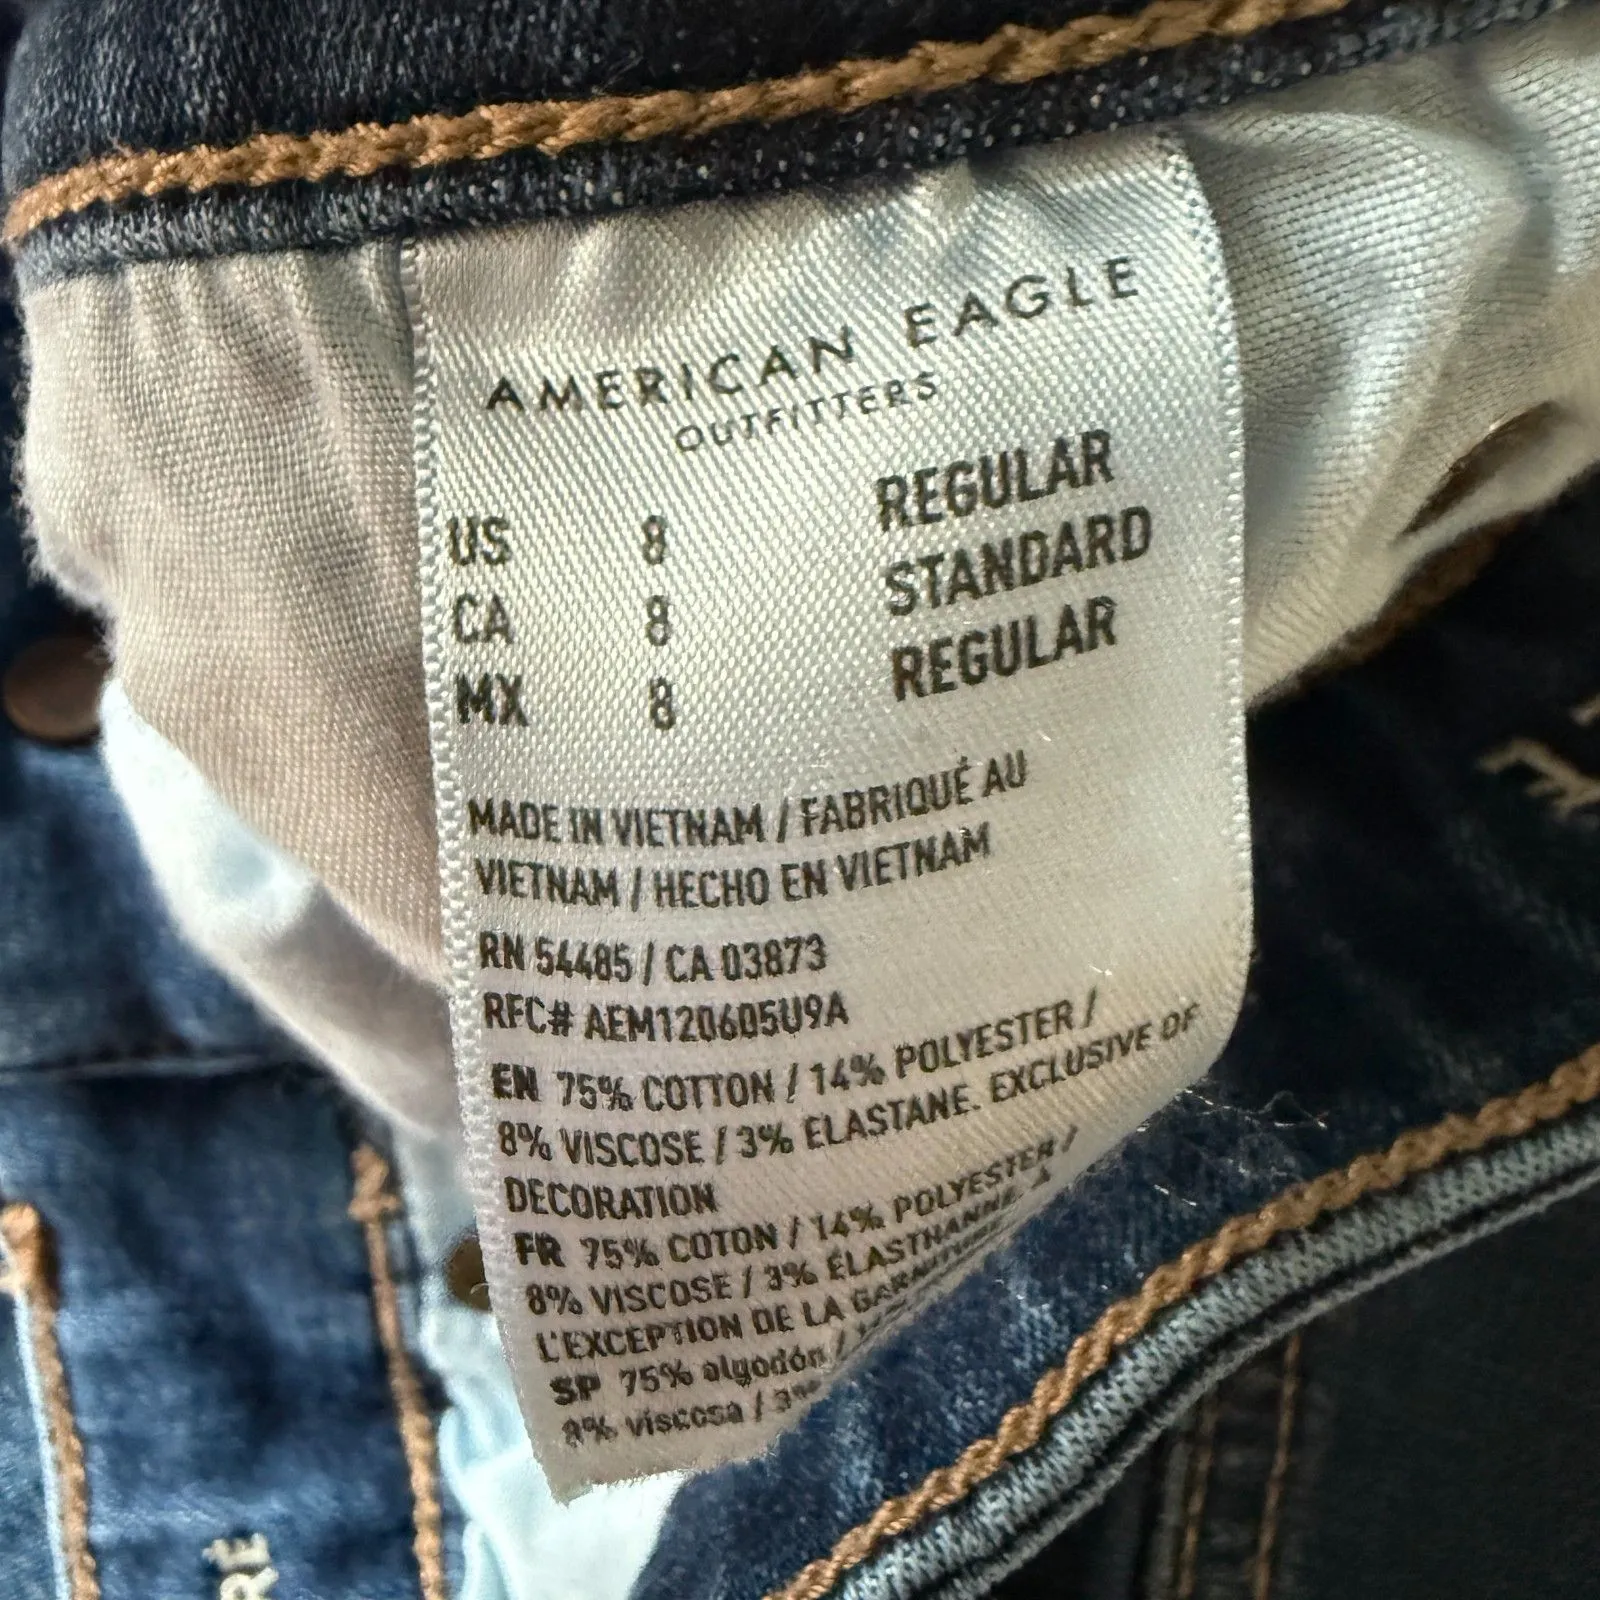 AMERICAN EAGLE
OUTFITTERS
US 8 REGULAR
CA 8 STANDARD
MX 8 REGULAR
MADE IN VIETNAM / FABRIQUÉ AU
VIETNAM / HECHO EN VIETNAM
RN 54485 / CA 03873
RFC# AEM120605U9A
EN 75% COTTON / 14% POLYESTER /
8% VISCOSE / 3% ELASTANE. EXCLUSIVE OF
DECORATION
FR 75% COTON / 14% POLYESTER /
8% VISCOSE / 3% ÉLASTHANNE. À
L'EXCEPTION DE LA GARNITURE
SP 75% algodón /
8% viscosa / 3%
RÉ